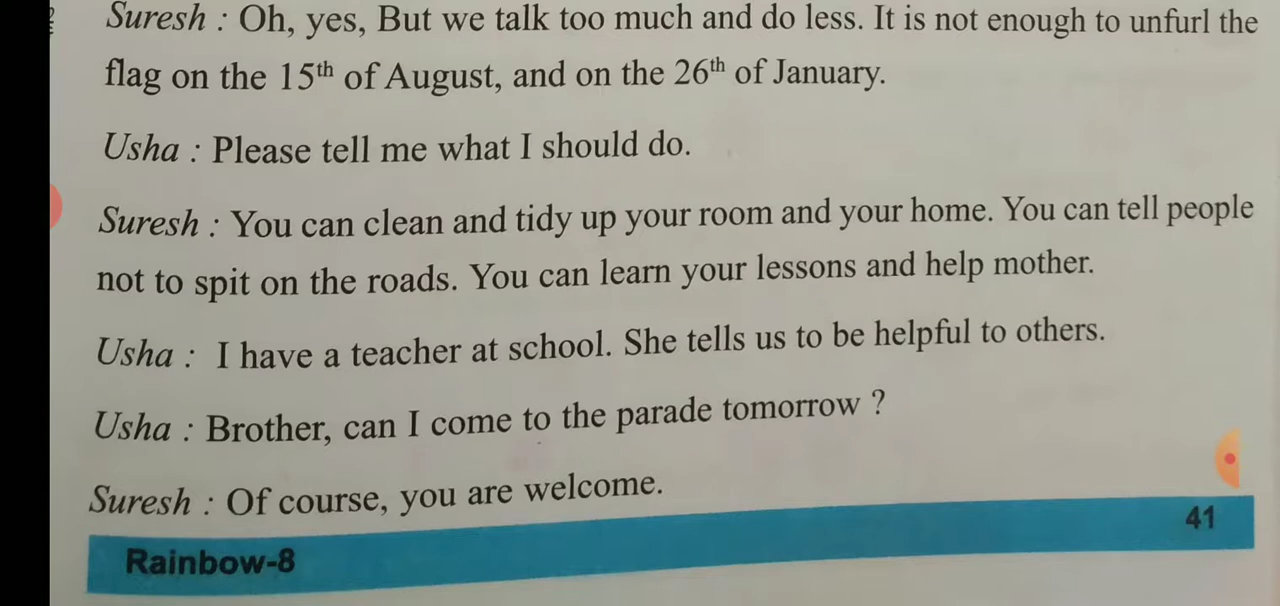 Suresh : Oh, yes, But we talk too much and do less. It is not enough to unfurl the
flag on the 15th of August, and on the 26th of January.
Usha : Please tell me what I should do.
Suresh : You can clean and tidy up your room and your home. You can tell people
not to spit on the roads. You can learn your lessons and help mother.
Usha : I have a teacher at school. She tells us to be helpful to others.
Usha : Brother, can I come to the parade tomorrow ?
Suresh : Of course, you are welcome.
41
Rainbow-8